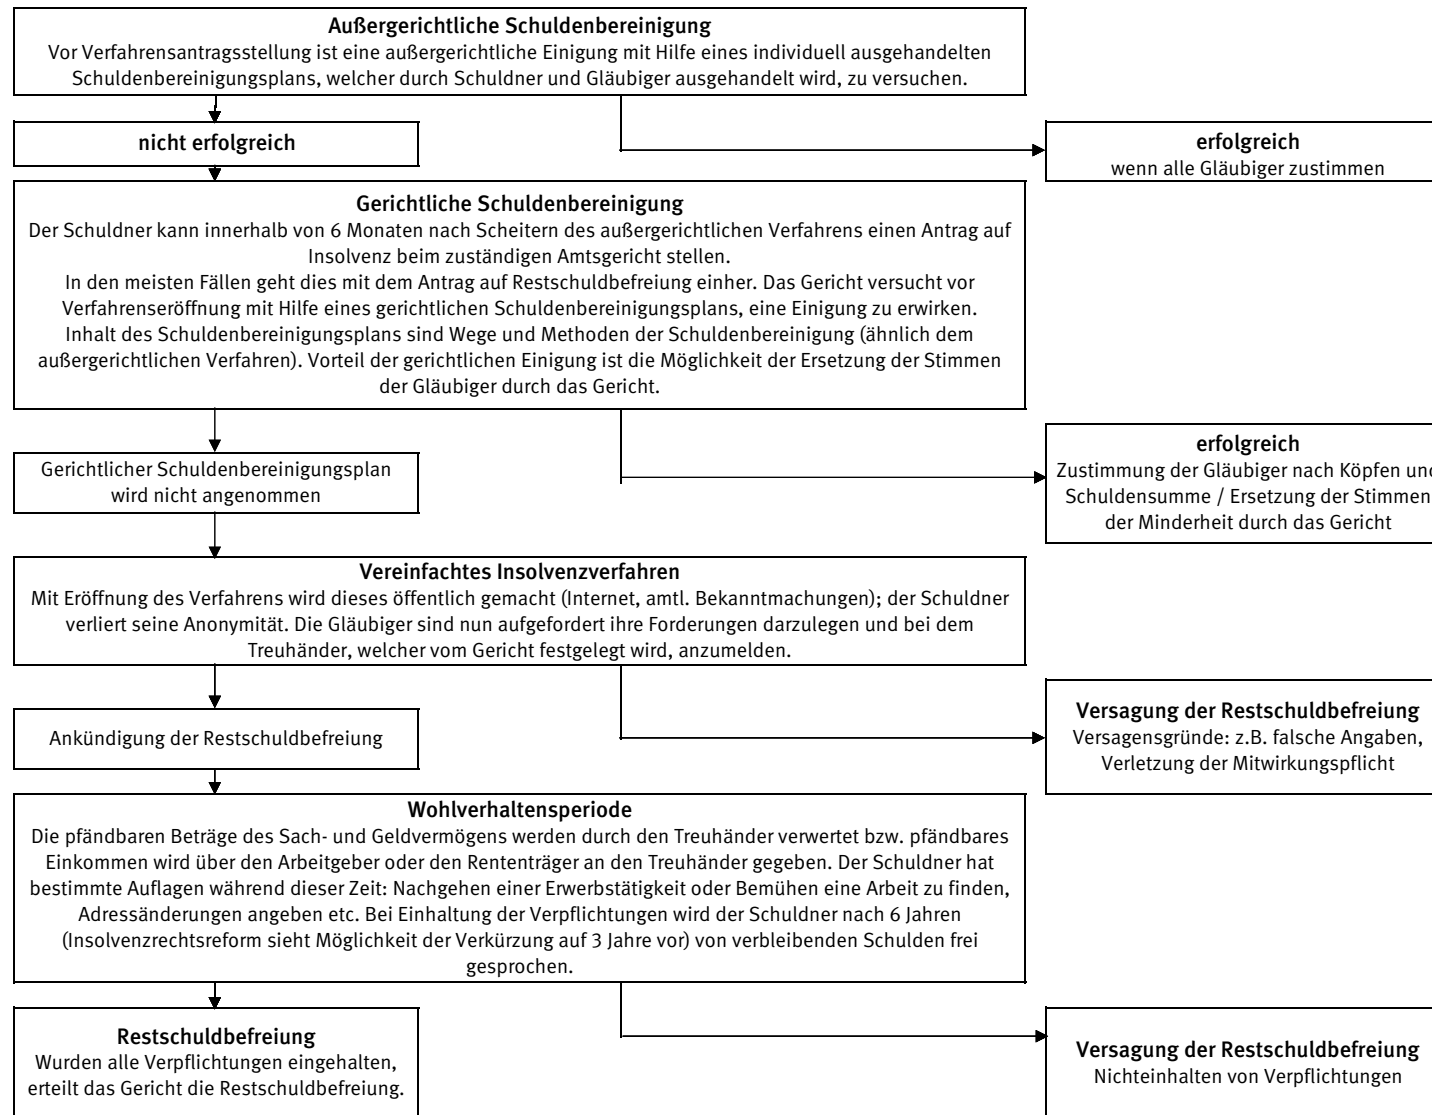 Außergerichtliche Schuldenbereinigung
Vor Verfahrensantragsstellung ist eine außergerichtliche Einigung mit Hilfe eines individuell ausgehandelten
Schuldenbereinigungsplans, welcher durch Schuldner und Gläubiger ausgehandelt wird, zu versuchen.
nicht erfolgreich
erfolgreich
wenn alle Gläubiger zustimmen
Gerichtliche Schuldenbereinigung
Der Schuldner kann innerhalb von 6 Monaten nach Scheitern des außergerichtlichen Verfahrens einen Antrag auf
Insolvenz beim zuständigen Amtsgericht stellen.
In den meisten Fällen geht dies mit dem Antrag auf Restschuldbefreiung einher. Das Gericht versucht vor
Verfahrenseröffnung mit Hilfe eines gerichtlichen Schuldenbereinigungsplans, eine Einigung zu erwirken.
Inhalt des Schuldenbereinigungsplans sind Wege und Methoden der Schuldenbereinigung (ähnlich dem
außergerichtlichen Verfahren). Vorteil der gerichtlichen Einigung ist die Möglichkeit der Ersetzung der Stimmen
der Gläubiger durch das Gericht.
Gerichtlicher Schuldenbereinigungsplan
wird nicht angenommen
erfolgreich
Zustimmung der Gläubiger nach Köpfen und
Schuldensumme / Ersetzung der Stimmen
der Minderheit durch das Gericht
Vereinfachtes Insolvenzverfahren
Mit Eröffnung des Verfahrens wird dieses öffentlich gemacht (Internet, amtl. Bekanntmachungen); der Schuldner
verliert seine Anonymität. Die Gläubiger sind nun aufgefordert ihre Forderungen darzulegen und bei dem
Treuhänder, welcher vom Gericht festgelegt wird, anzumelden.
Ankündigung der Restschuldbefreiung
Versagung der Restschuldbefreiung
Versagensgründe: z.B. falsche Angaben,
Verletzung der Mitwirkungspflicht
Wohlverhaltensperiode
Die pfändbaren Beträge des Sach- und Geldvermögens werden durch den Treuhänder verwertet bzw. pfändbares
Einkommen wird über den Arbeitgeber oder den Rententräger an den Treuhänder gegeben. Der Schuldner hat
bestimmte Auflagen während dieser Zeit: Nachgehen einer Erwerbstätigkeit oder Bemühen eine Arbeit zu finden,
Adressänderungen angeben etc. Bei Einhaltung der Verpflichtungen wird der Schuldner nach 6 Jahren
(Insolvenzrechtsreform sieht Möglichkeit der Verkürzung auf 3 Jahre vor) von verbleibenden Schulden frei
gesprochen.
Restschuldbefreiung
Wurden alle Verpflichtungen eingehalten,
erteilt das Gericht die Restschuldbefreiung.
Versagung der Restschuldbefreiung
Nichteinhalten von Verpflichtungen